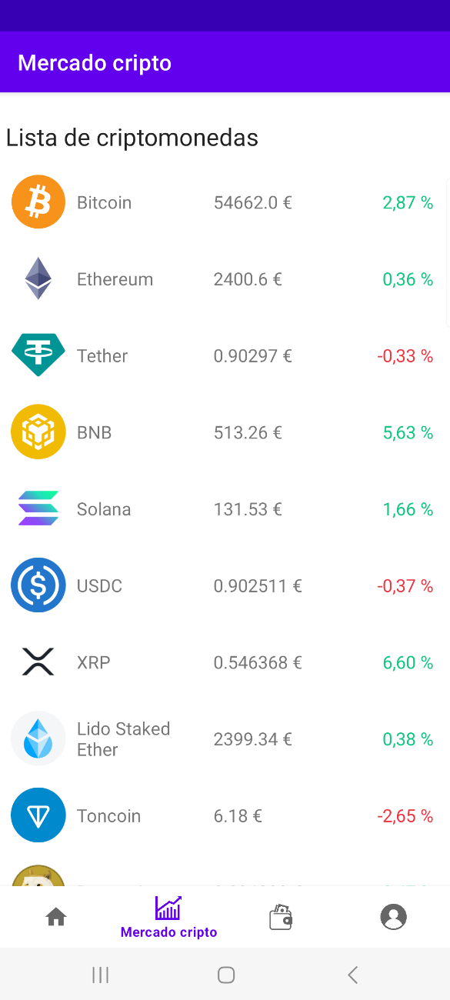 Mercado cripto
Lista de criptomonedas
Bitcoin 54662.0 € 2,87 %
Ethereum 2400.6 € 0,36 %
Tether 0.90297 € -0,33 %
BNB 513.26 € 5,63 %
Solana 131.53 € 1,66 %
USDC 0.902511 € -0,37 %
XRP 0.546368 € 6,60 %
Lido Staked
Ether 2399.34 € 0,38 %
Toncoin 6.18 € -2,65 %
Mercado cripto